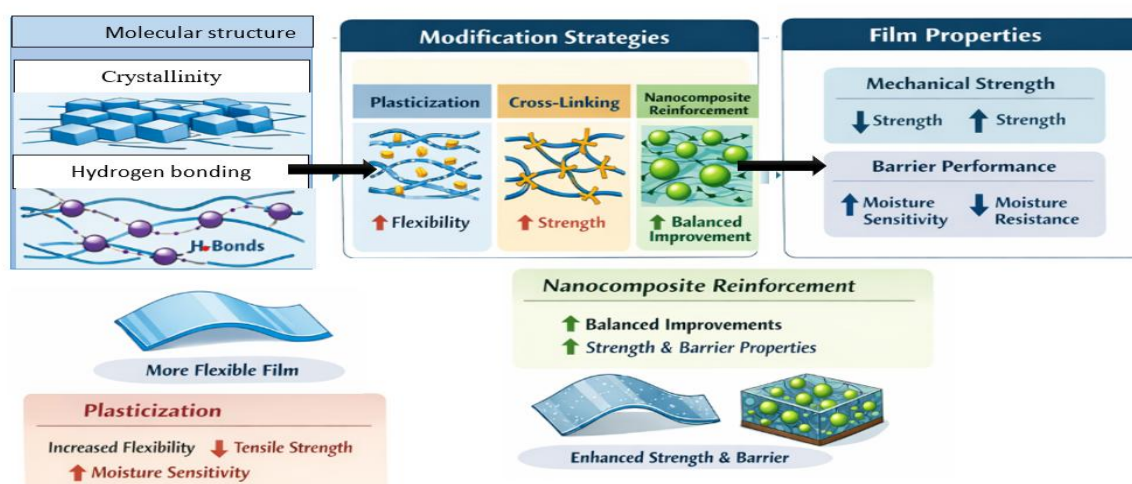 Molecular structure
Crystallinity
Hydrogen bonding
H-Bonds
Modification Strategies
Plasticization
↑ Flexibility
Cross-Linking
↑ Strength
Nanocomposite
Reinforcement
↑ Balanced
Improvement
Film Properties
Mechanical Strength
↓ Strength ↑ Strength
Barrier Performance
↑ Moisture Sensitivity ↓ Moisture Resistance
More Flexible Film
Plasticization
Increased Flexibility ↓ Tensile Strength
↑ Moisture Sensitivity
Nanocomposite Reinforcement
↑ Balanced Improvements
↑ Strength & Barrier Properties
Enhanced Strength & Barrier